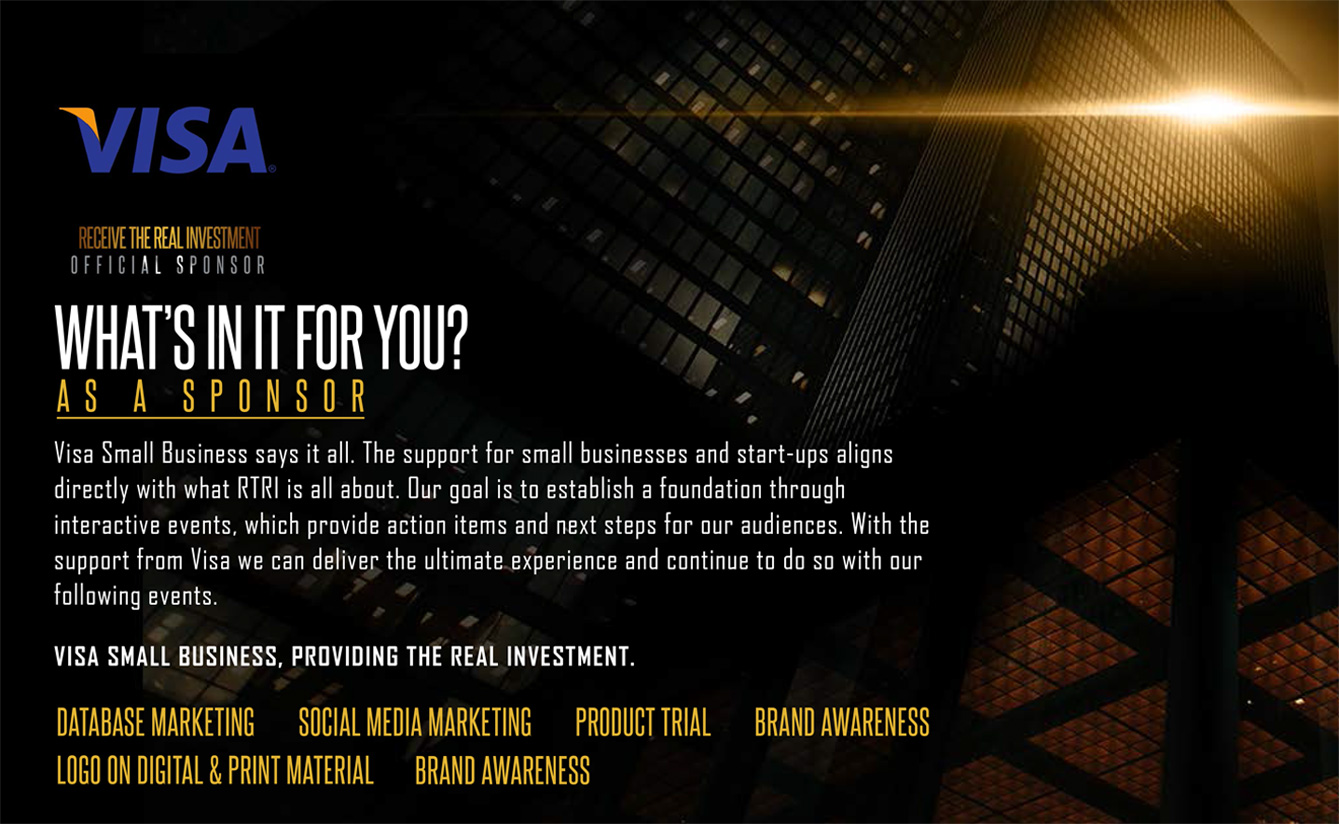 VISA
RECEIVE THE REAL INVESTMENT
OFFICIAL SPONSOR
WHAT'S IN IT FOR YOU?
AS A SPONSOR
Visa Small Business says it all. The support for small businesses and start-ups aligns
directly with what RTRI is all about. Our goal is to establish a foundation through
interactive events, which provide action items and next steps for our audiences. With the
support from Visa we can deliver the ultimate experience and continue to do so with our
following events.
VISA SMALL BUSINESS, PROVIDING THE REAL INVESTMENT.
DATABASE MARKETING SOCIAL MEDIA MARKETING PRODUCT TRIAL BRAND AWARENESS
LOGO ON DIGITAL & PRINT MATERIAL BRAND AWARENESS